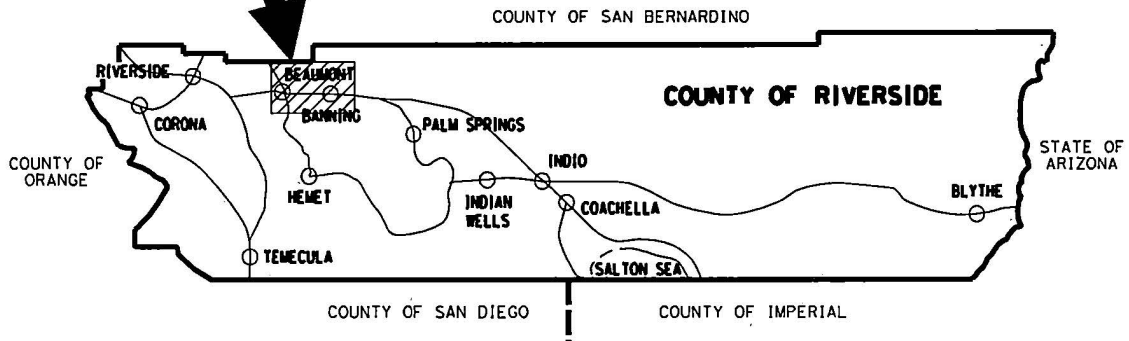 COUNTY OF SAN BERNARDINO
RIVERSIDE
BEAUMONT
COUNTY OF RIVERSIDE
BANNING
CORONA
PALM SPRINGS
STATE OF
ARIZONA
COUNTY OF
ORANGE
INDIO
HEMET
BLYTHE
INDIAN
WELLS
COACHELLA
TEMECULA
(SALTON SEA
COUNTY OF SAN DIEGO
COUNTY OF IMPERIAL